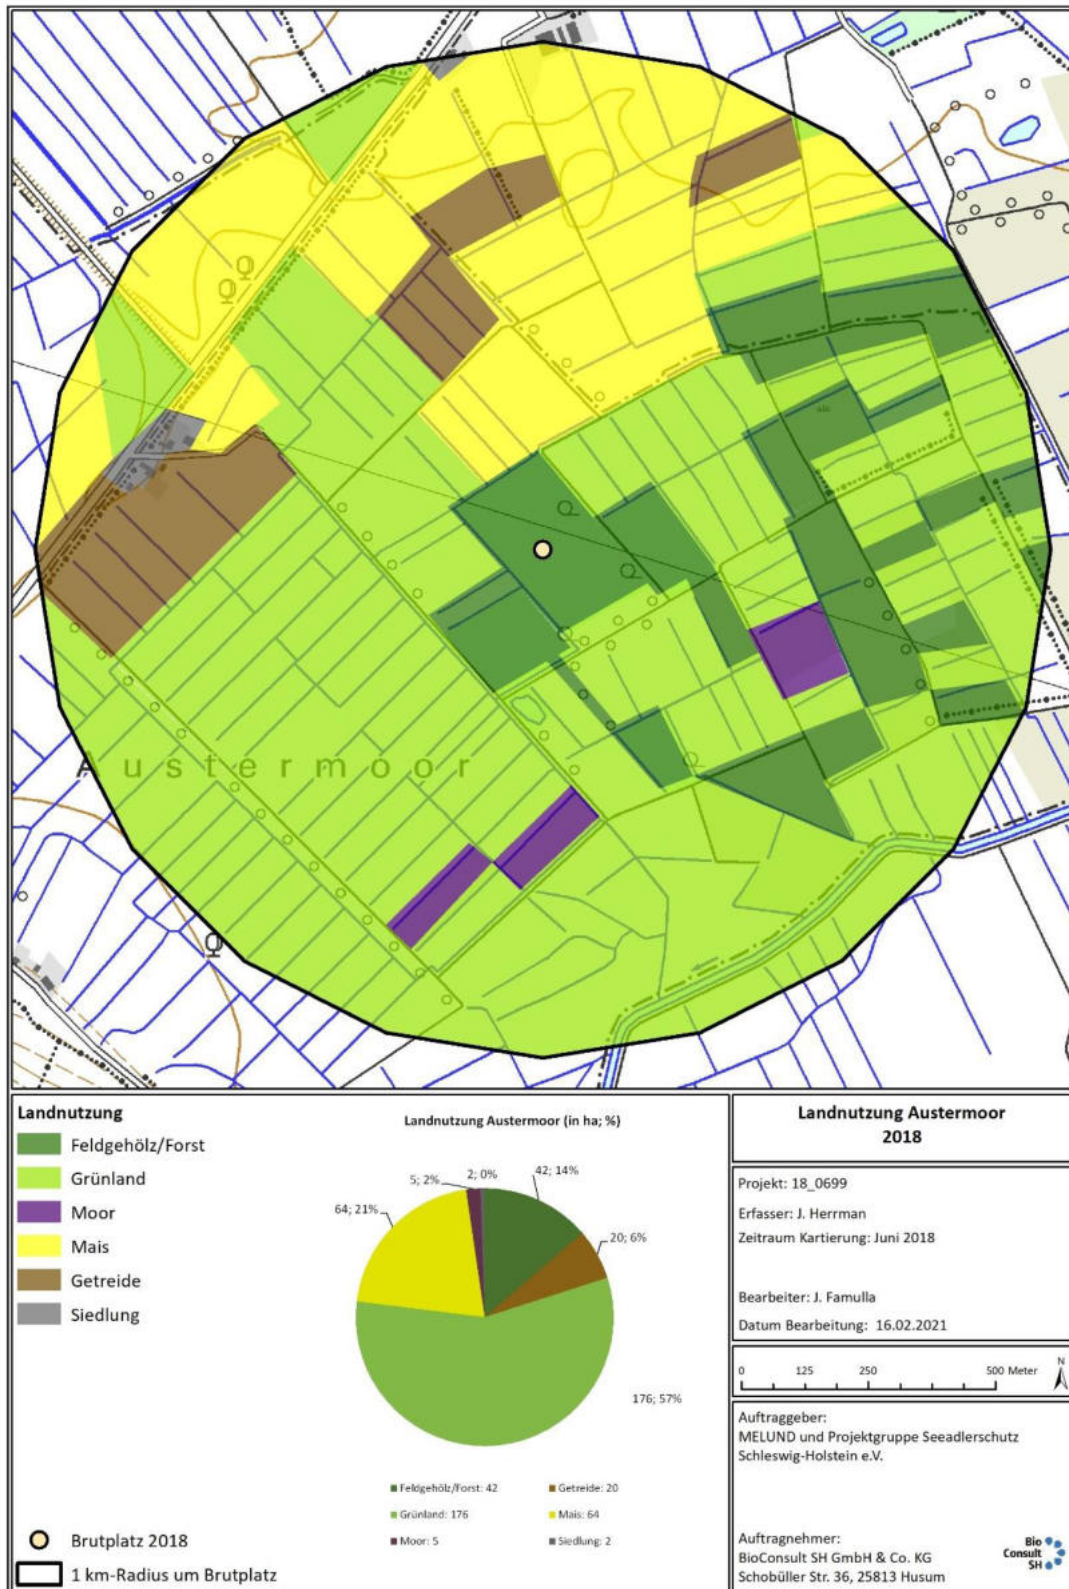 Austermoor
Landnutzung
Feldgehölz/Forst
Grünland
Moor
Mais
Getreide
Siedlung
Brutplatz 2018
1 km-Radius um Brutplatz
Landnutzung Austermoor (in ha; %)
5; 2%
2; 0%
42; 14%
64; 21%
20; 6%
176; 57%
Feldgehölz/Forst: 42
Getreide: 20
Grünland: 176
Mais: 64
Moor: 5
Siedlung: 2
Landnutzung Austermoor
2018
Projekt: 18_0699
Erfasser: J. Herrman
Zeitraum Kartierung: Juni 2018
Bearbeiter: J. Famulla
Datum Bearbeitung: 16.02.2021
0 125 250 500 Meter
N
Auftraggeber:
MELUND und Projektgruppe Seeadlerschutz
Schleswig-Holstein e.V.
Auftragnehmer:
BioConsult SH GmbH & Co. KG
Schobüller Str. 36, 25813 Husum
Bio
Consult
SH